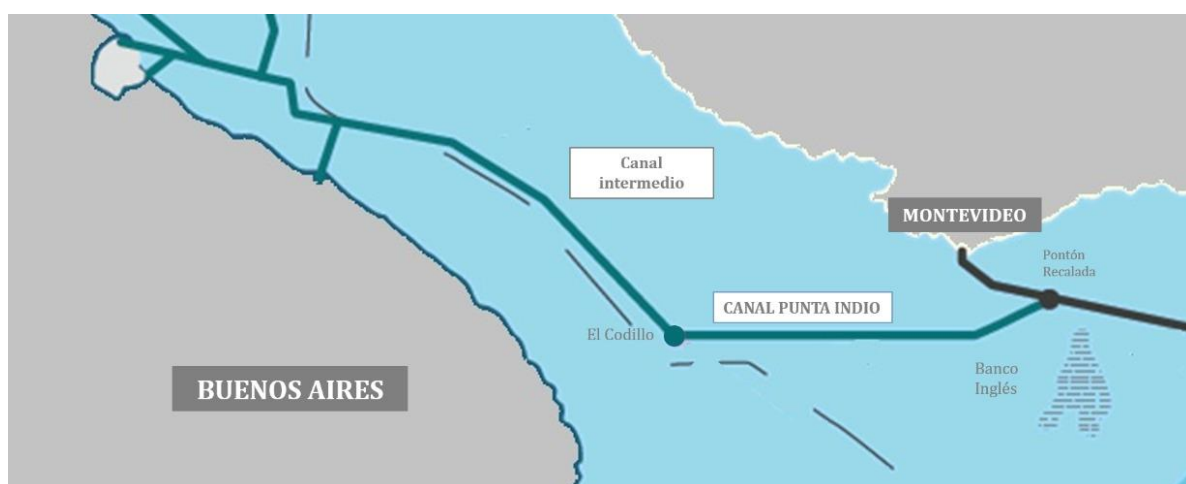 Canal
intermedio
MONTEVIDEO
Pontón
Recalada
CANAL PUNTA INDIO
El Codillo
Banco
Inglés
BUENOS AIRES